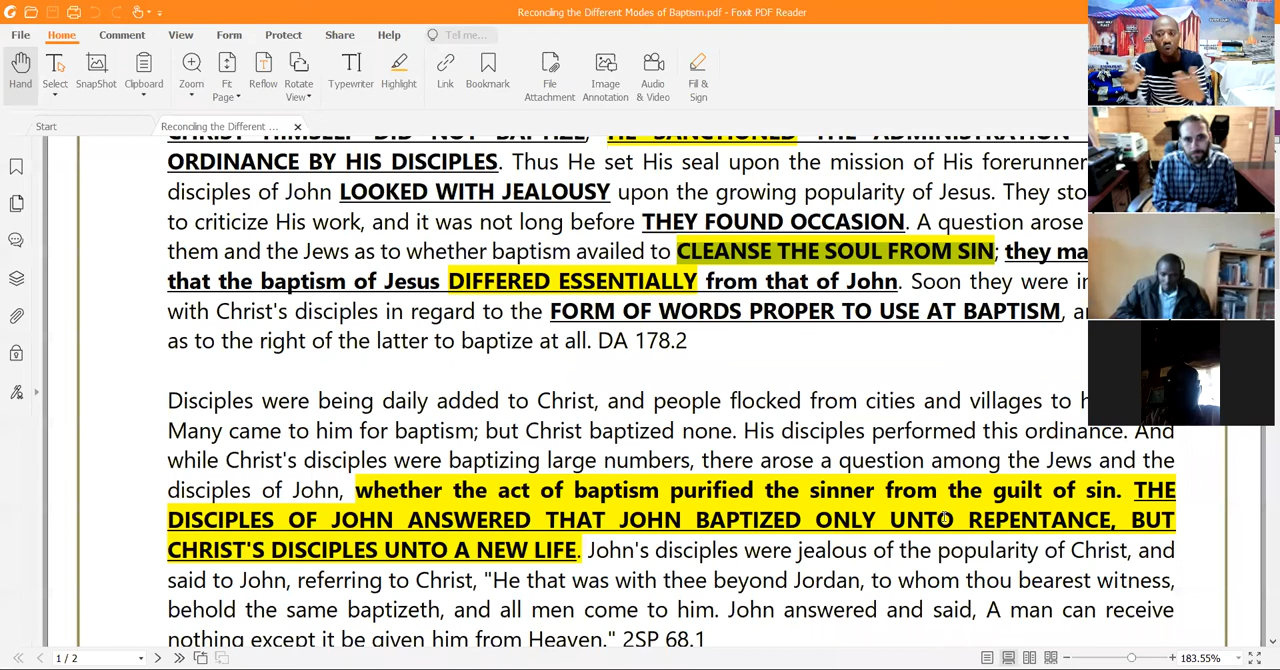 Reconciling the Different Modes of Baptism.pdf - Foxit PDF Reader
File Home Comment View Form Protect Share Help Tell me...
Hand Select SnapShot Clipboard Zoom Fit Page Reflow Rotate View Typewriter Highlight Link Bookmark File Attachment Image Annotation Audio & Video Fill & Sign
Start Reconciling the Different ...
CHRIST HIMSELF DID NOT BAPTIZE, HE SANCTIONED THE ADMINISTRATION
ORDINANCE BY HIS DISCIPLES. Thus He set His seal upon the mission of His forerunner
disciples of John LOOKED WITH JEALOUSY upon the growing popularity of Jesus. They sto
to criticize His work, and it was not long before THEY FOUND OCCASION. A question arose
them and the Jews as to whether baptism availed to CLEANSE THE SOUL FROM SIN; they ma
that the baptism of Jesus DIFFERED ESSENTIALLY from that of John. Soon they were in
with Christ's disciples in regard to the FORM OF WORDS PROPER TO USE AT BAPTISM, an
as to the right of the latter to baptize at all. DA 178.2
Disciples were being daily added to Christ, and people flocked from cities and villages to h
Many came to him for baptism; but Christ baptized none. His disciples performed this ordinance. And
while Christ's disciples were baptizing large numbers, there arose a question among the Jews and the
disciples of John, whether the act of baptism purified the sinner from the guilt of sin. THE
DISCIPLES OF JOHN ANSWERED THAT JOHN BAPTIZED ONLY UNTO REPENTANCE, BUT
CHRIST'S DISCIPLES UNTO A NEW LIFE. John's disciples were jealous of the popularity of Christ, and
said to John, referring to Christ, "He that was with thee beyond Jordan, to whom thou bearest witness,
behold the same baptizeth, and all men come to him. John answered and said, A man can receive
nothing except it be given him from Heaven." 2SP 68.1
1 / 2 183.55%